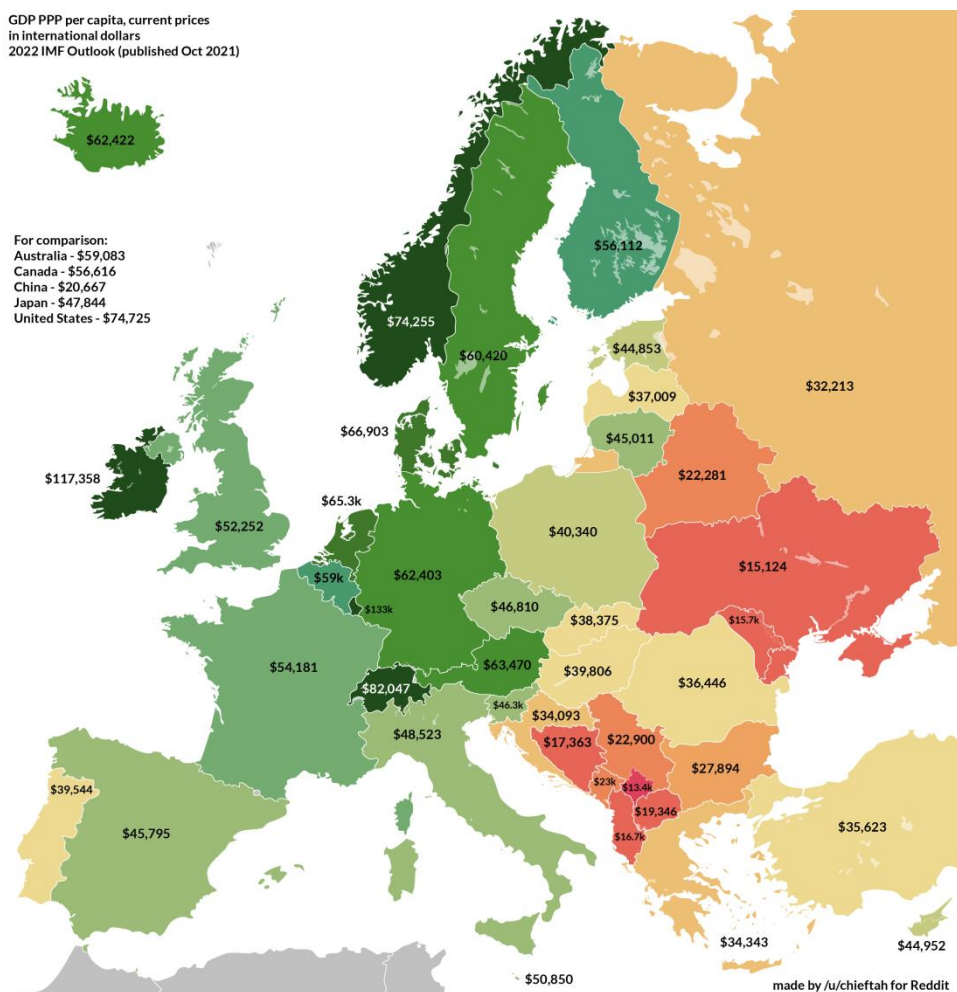 GDP PPP per capita, current prices
in international dollars
2022 IMF Outlook (published Oct 2021)
$62,422
For comparison:
Australia - $59,083
Canada - $56,616
China - $20,667
Japan - $47,844
United States - $74,725
$56,112
$74,255
$60,420
$44,853
$32,213
$37,009
$66,903
$45,011
$117,358
$22,281
$65.3k
$52,252
$40,340
$59k
$62,403
$15,124
$133k
$46,810
$38,375
$15.7k
$54,181
$63,470
$39,806
$36,446
$82,047
$46.3k
$34,093
$48,523
$17,363
$22,900
$27,894
$39,544
$23k
$13.4k
$19,346
$45,795
$16.7k
$35,623
$34,343
$44,952
$50,850
made by /u/chieftah for Reddit